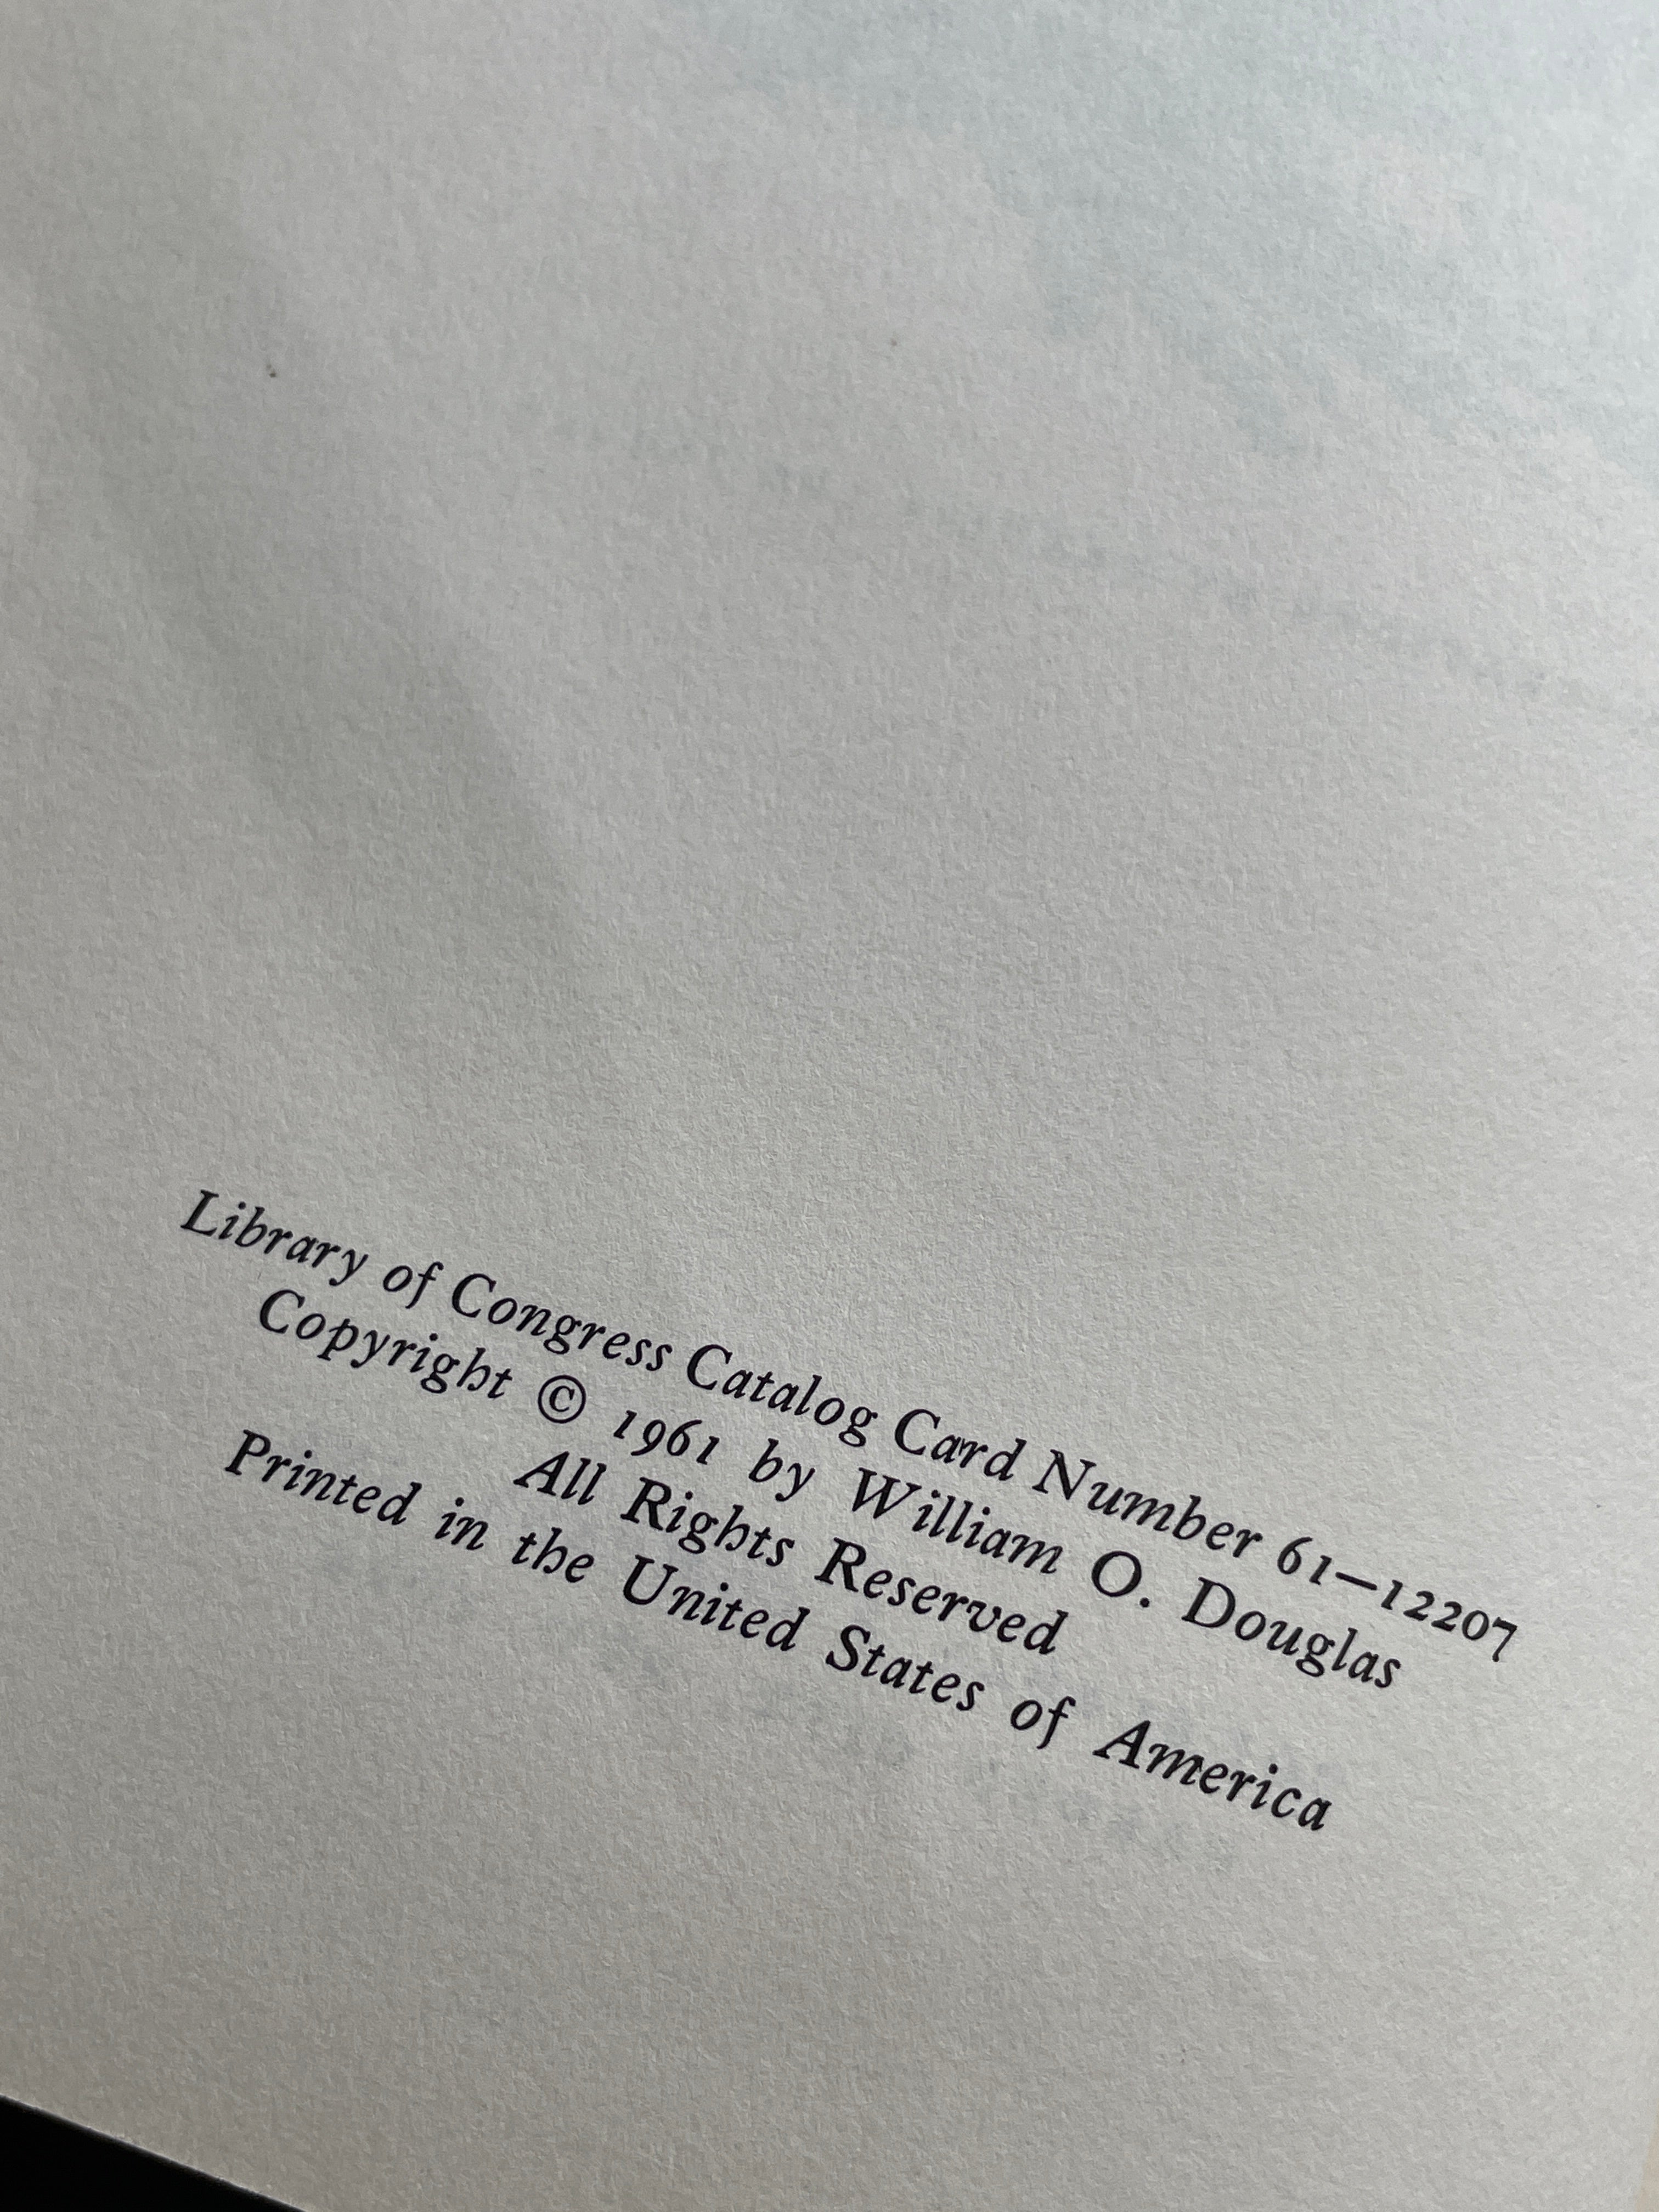 Library of Congress Catalog Card Number 61–12207
Copyright © 1961 by William O. Douglas
All Rights Reserved
Printed in the United States of America